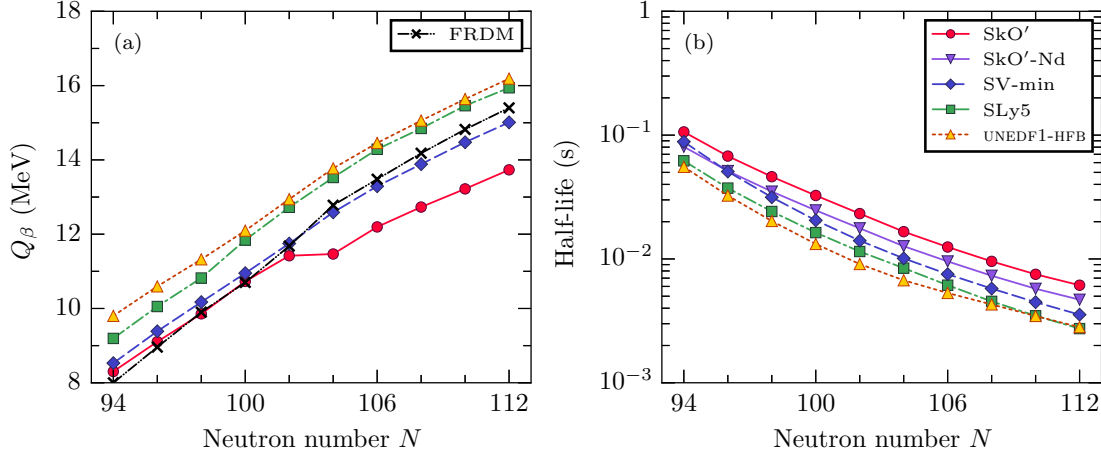 (a)
FRDM
18
16
14
12
10
8
Q_β (MeV)
94
100
106
112
Neutron number N
(b)
SkO′
SkO′-Nd
SV-min
SLy5
UNEDF1-HFB
1
10⁻¹
10⁻²
10⁻³
Half-life (s)
94
100
106
112
Neutron number N